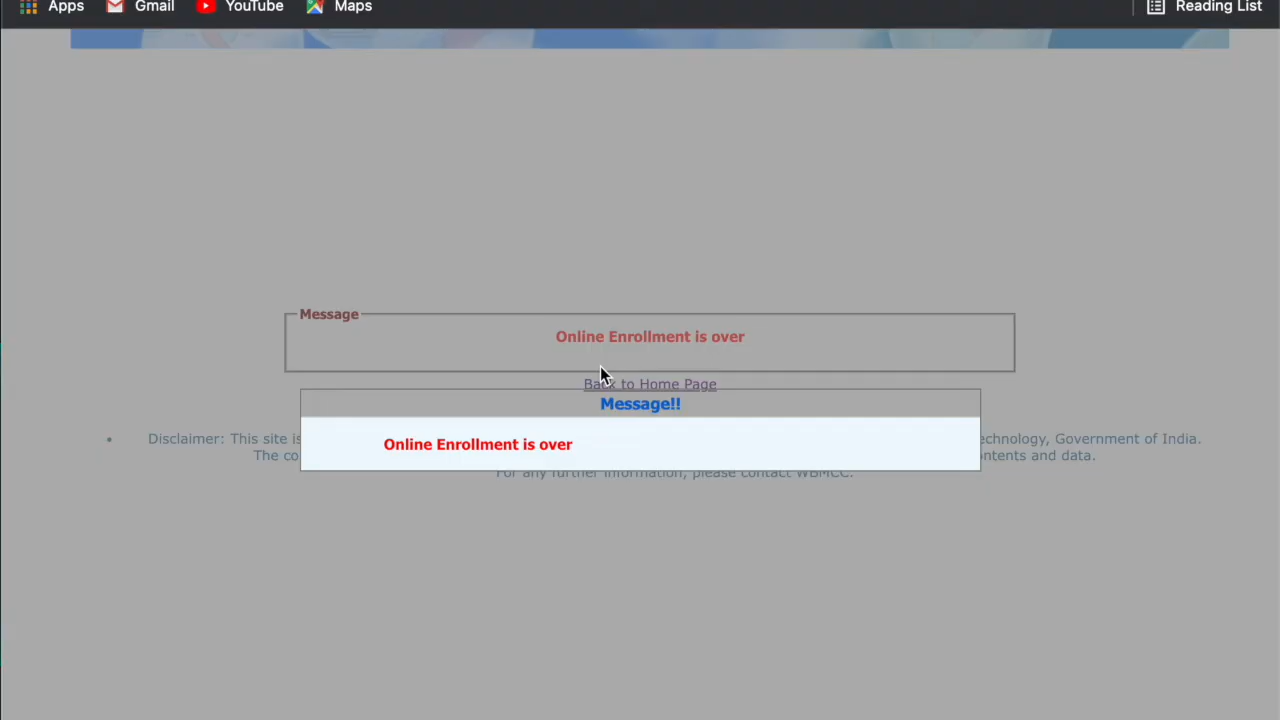 Apps Gmail YouTube Maps Reading List
Message
Online Enrollment is over
Back to Home Page
Message!!
Online Enrollment is over
Disclaimer: This site is
The co
For any further information, please contact WBMCC.
echnology, Government of India.
ontents and data.